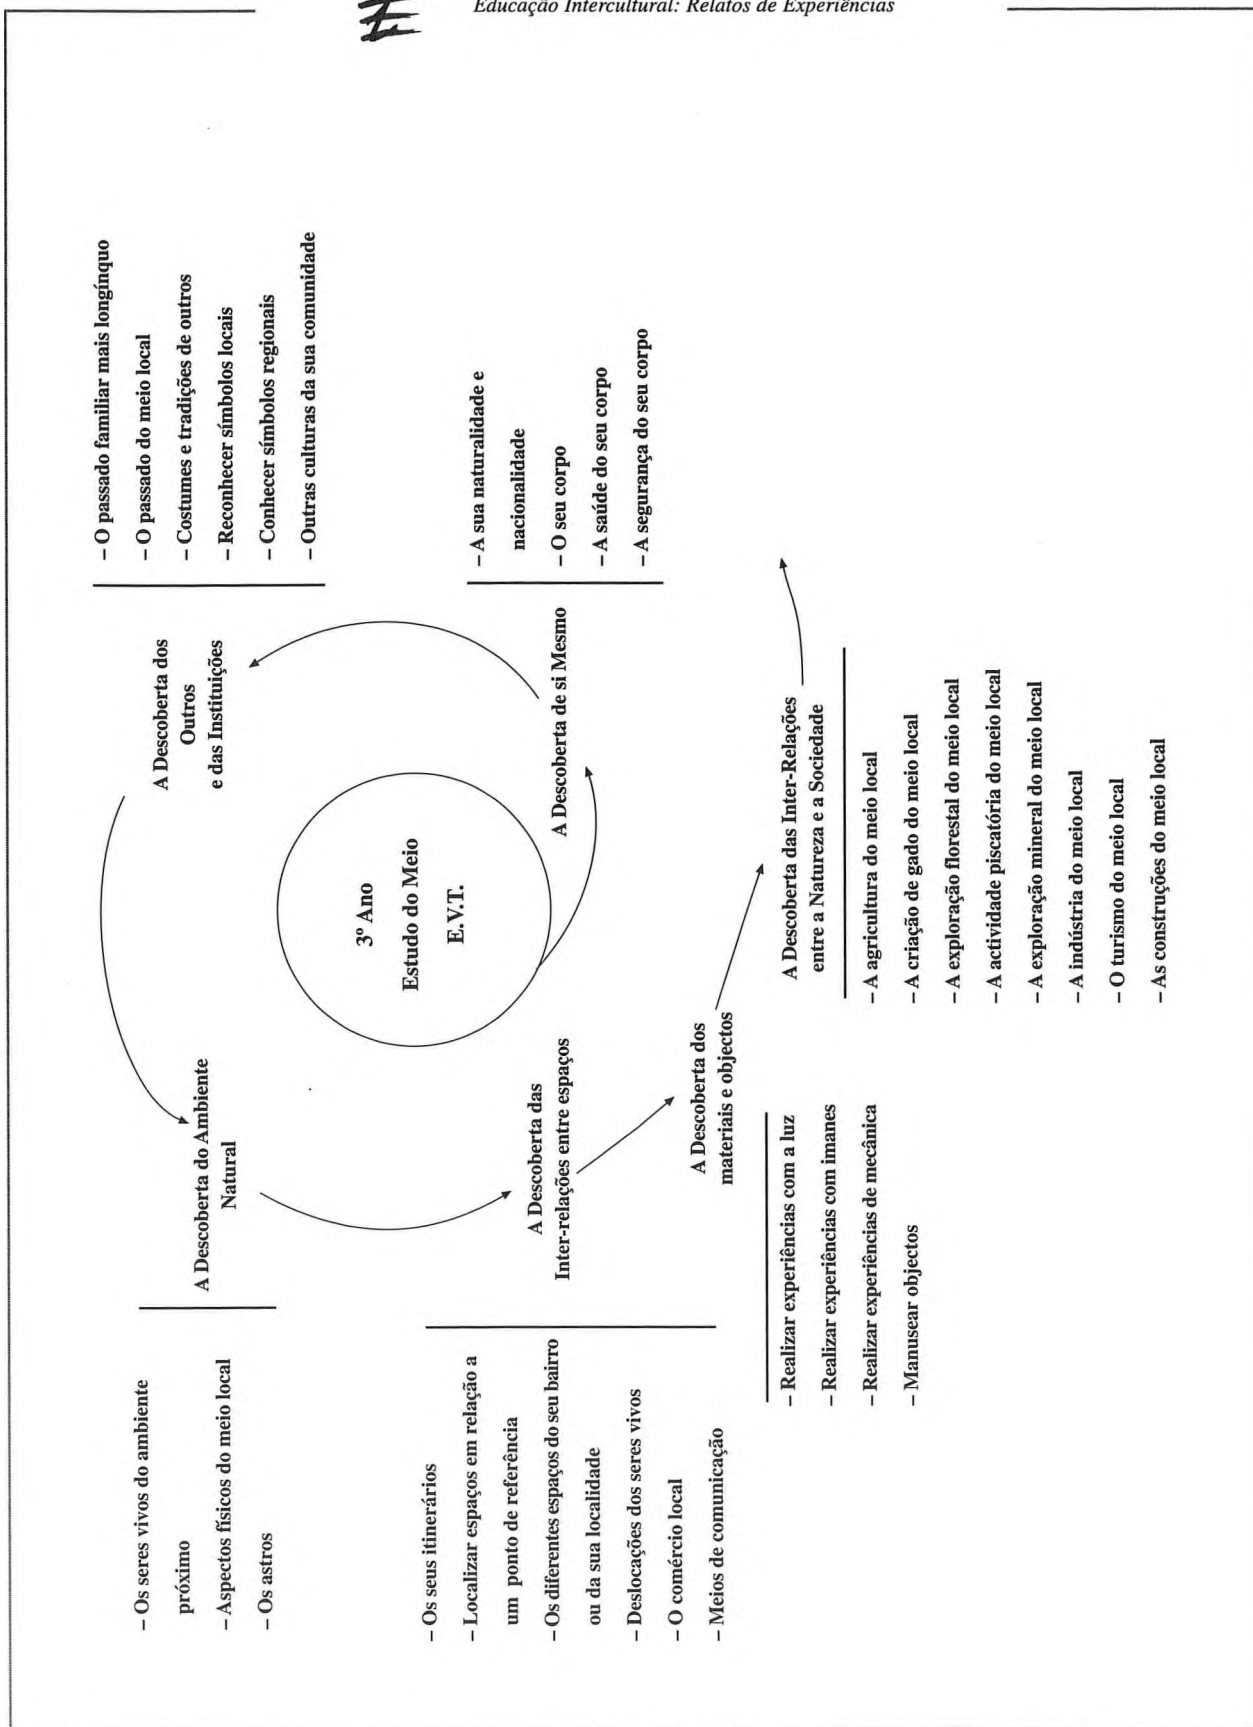 Educação Intercultural: Relatos de Experiências
3º Ano
Estudo do Meio
E.V.T.
A Descoberta de si Mesmo
– A sua naturalidade e
nacionalidade
– O seu corpo
– A saúde do seu corpo
– A segurança do seu corpo
A Descoberta dos
Outros
e das Instituições
– O passado familiar mais longínquo
– O passado do meio local
– Costumes e tradições de outros
– Reconhecer símbolos locais
– Conhecer símbolos regionais
– Outras culturas da sua comunidade
A Descoberta do Ambiente
Natural
– Os seres vivos do ambiente
próximo
– Aspectos físicos do meio local
– Os astros
A Descoberta das
Inter-relações entre espaços
– Os seus itinerários
– Localizar espaços em relação a
um ponto de referência
– Os diferentes espaços do seu bairro
ou da sua localidade
– Deslocações dos seres vivos
– O comércio local
– Meios de comunicação
A Descoberta dos
materiais e objectos
– Realizar experiências com a luz
– Realizar experiências com imanes
– Realizar experiências de mecânica
– Manusear objectos
A Descoberta das Inter-Relações
entre a Natureza e a Sociedade
– A agricultura do meio local
– A criação de gado do meio local
– A exploração florestal do meio local
– A actividade piscatória do meio local
– A exploração mineral do meio local
– A indústria do meio local
– O turismo do meio local
– As construções do meio local